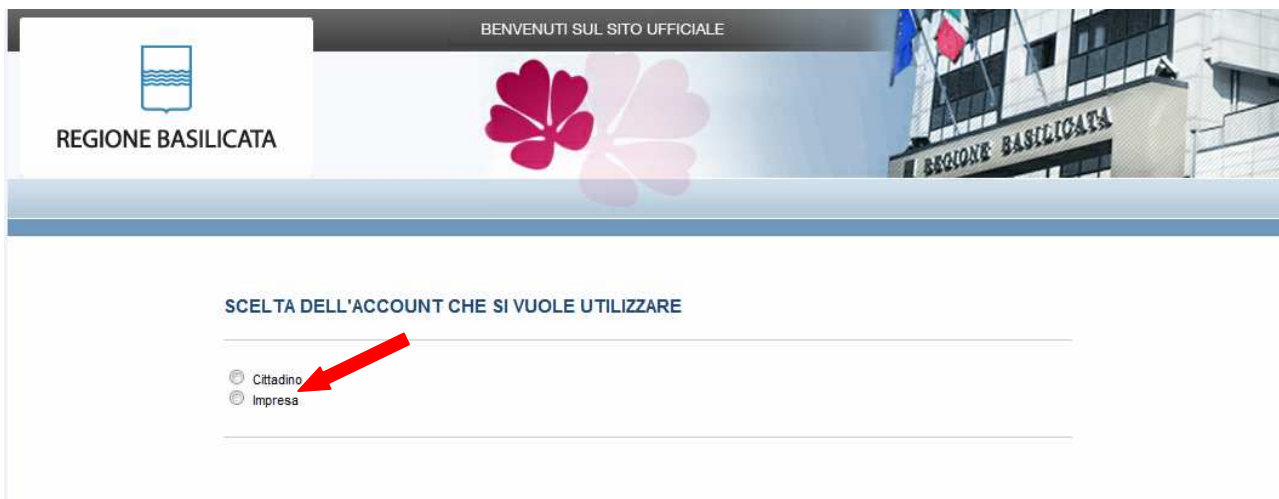 BENVENUTI SUL SITO UFFICIALE
REGIONE BASILICATA
REGIONE BASILICATA
SCELTA DELL'ACCOUNT CHE SI VUOLE UTILIZZARE
Cittadino
Impresa